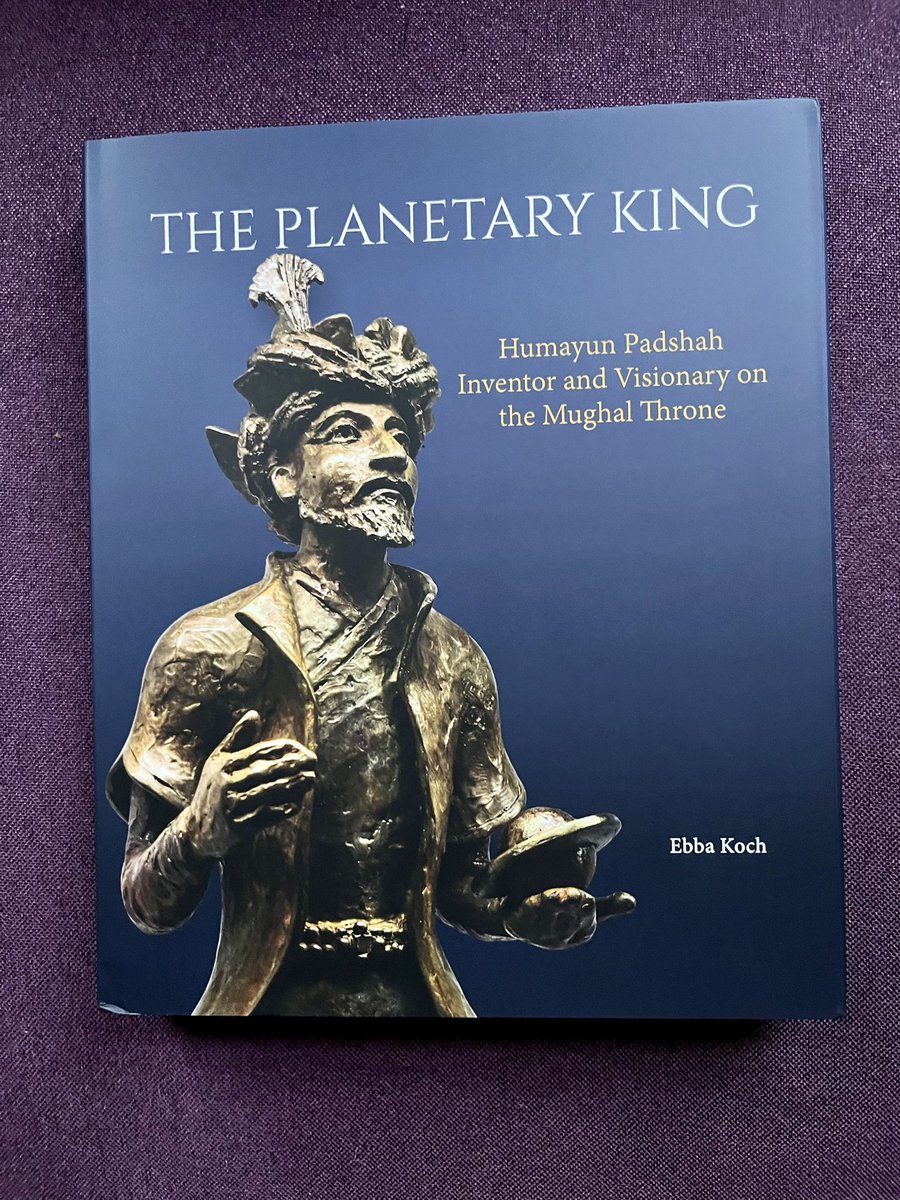 THE PLANETARY KING
Humayun Padshah
Inventor and Visionary on
the Mughal Throne
Ebba Koch